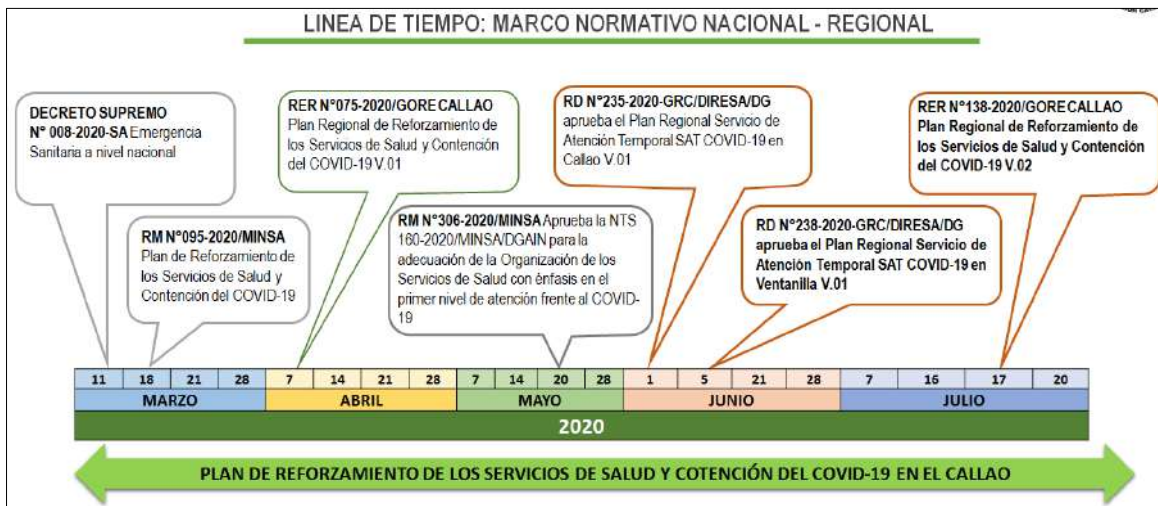 LINEA DE TIEMPO: MARCO NORMATIVO NACIONAL - REGIONAL
DECRETO SUPREMO
N° 008-2020-SA Emergencia
Sanitaria a nivel nacional
RM N°095-2020/MINSA
Plan de Reforzamiento de
los Servicios de Salud y
Contención del COVID-19
RER N°075-2020/GORE CALLAO
Plan Regional de Reforzamiento de
los Servicios de Salud y Contención
del COVID-19 V.01
RM N°306-2020/MINSA Aprueba la NTS
160-2020/MINSA/DGAIN para la
adecuación de la Organización de los
Servicios de Salud con énfasis en el
primer nivel de atención frente al COVID-
19
RD N°235-2020-GRC/DIRESA/DG
aprueba el Plan Regional Servicio de
Atención Temporal SAT COVID-19 en
Callao V.01
RD N°238-2020-GRC/DIRESA/DG
aprueba el Plan Regional Servicio de
Atención Temporal SAT COVID-19 en
Ventanilla V.01
RER N°138-2020/GORE CALLAO
Plan Regional de Reforzamiento de
los Servicios de Salud y Contención
del COVID-19 V.02
11 18 21 28 7 14 21 28 7 14 20 28 1 5 21 28 7 16 17 20
MARZO ABRIL MAYO JUNIO JULIO
2020
PLAN DE REFORZAMIENTO DE LOS SERVICIOS DE SALUD Y COTENCIÓN DEL COVID-19 EN EL CALLAO